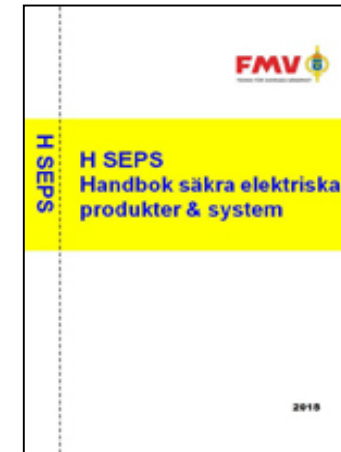 FMV
H SEPS
H SEPS
Handbok säkra elektriska
produkter & system
2015